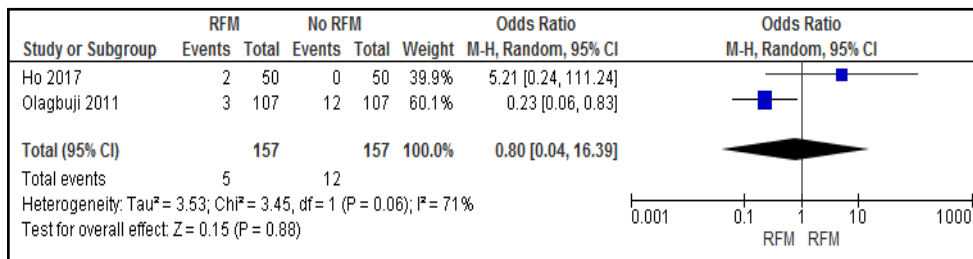 RFM No RFM Odds Ratio Odds Ratio
Study or Subgroup Events Total Events Total Weight M-H, Random, 95% CI M-H, Random, 95% CI
Ho 2017 2 50 0 50 39.9% 5.21 [0.24, 111.24]
Olagbuji 2011 3 107 12 107 60.1% 0.23 [0.06, 0.83]
Total (95% CI) 157 157 100.0% 0.80 [0.04, 16.39]
Total events 5 12
Heterogeneity: Tau² = 3.53; Chi² = 3.45, df = 1 (P = 0.06); I² = 71%
Test for overall effect: Z = 0.15 (P = 0.88)
0.001 0.1 1 10 1000
RFM RFM